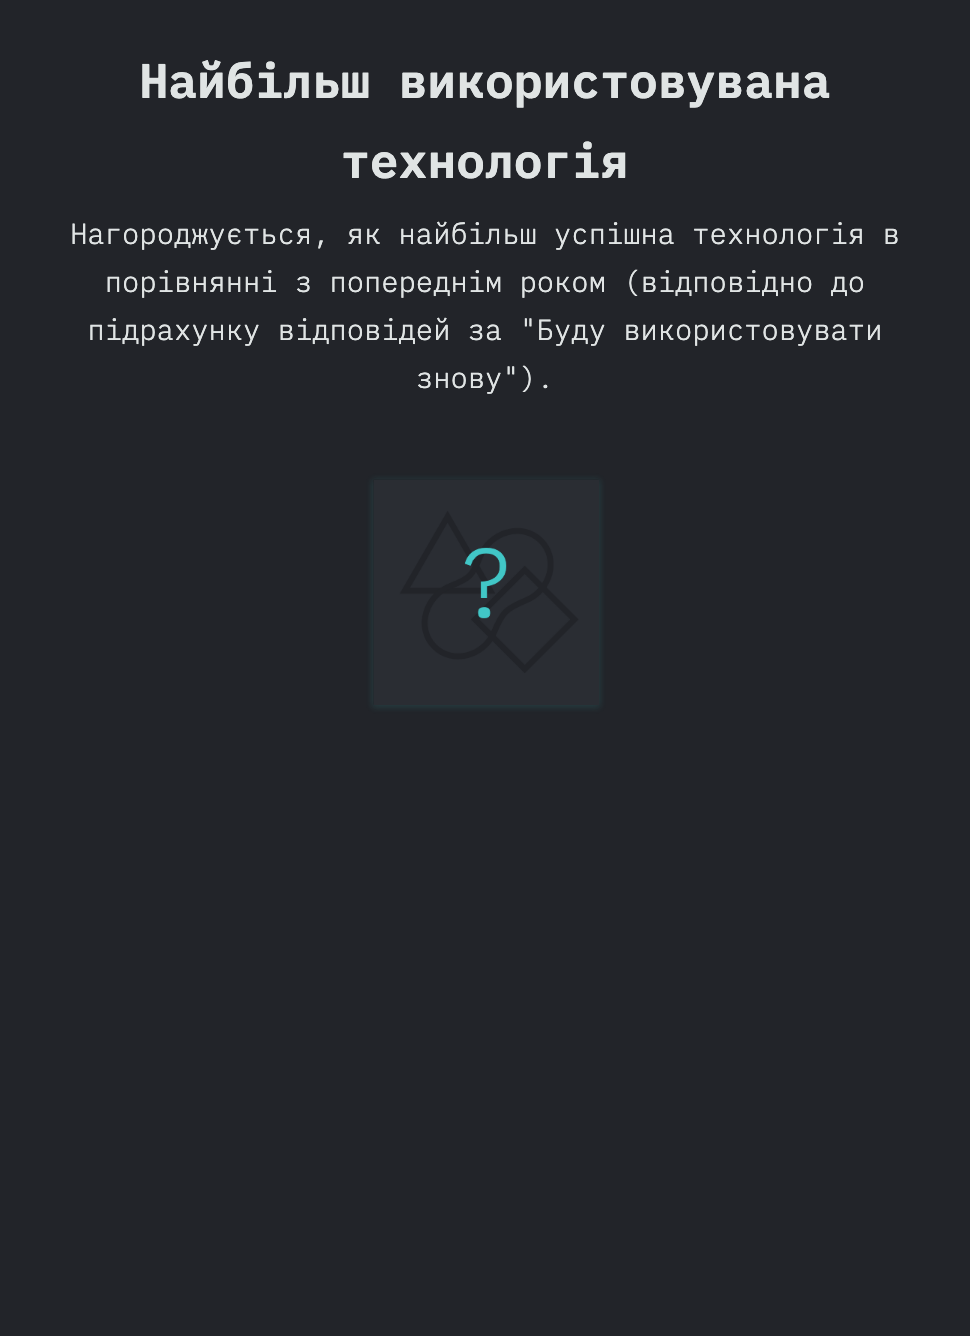 Найбільш використовувана
технологія
Нагороджується, як найбільш успішна технологія в
порівнянні з попереднім роком (відповідно до
підрахунку відповідей за "Буду використовувати
знову").
?